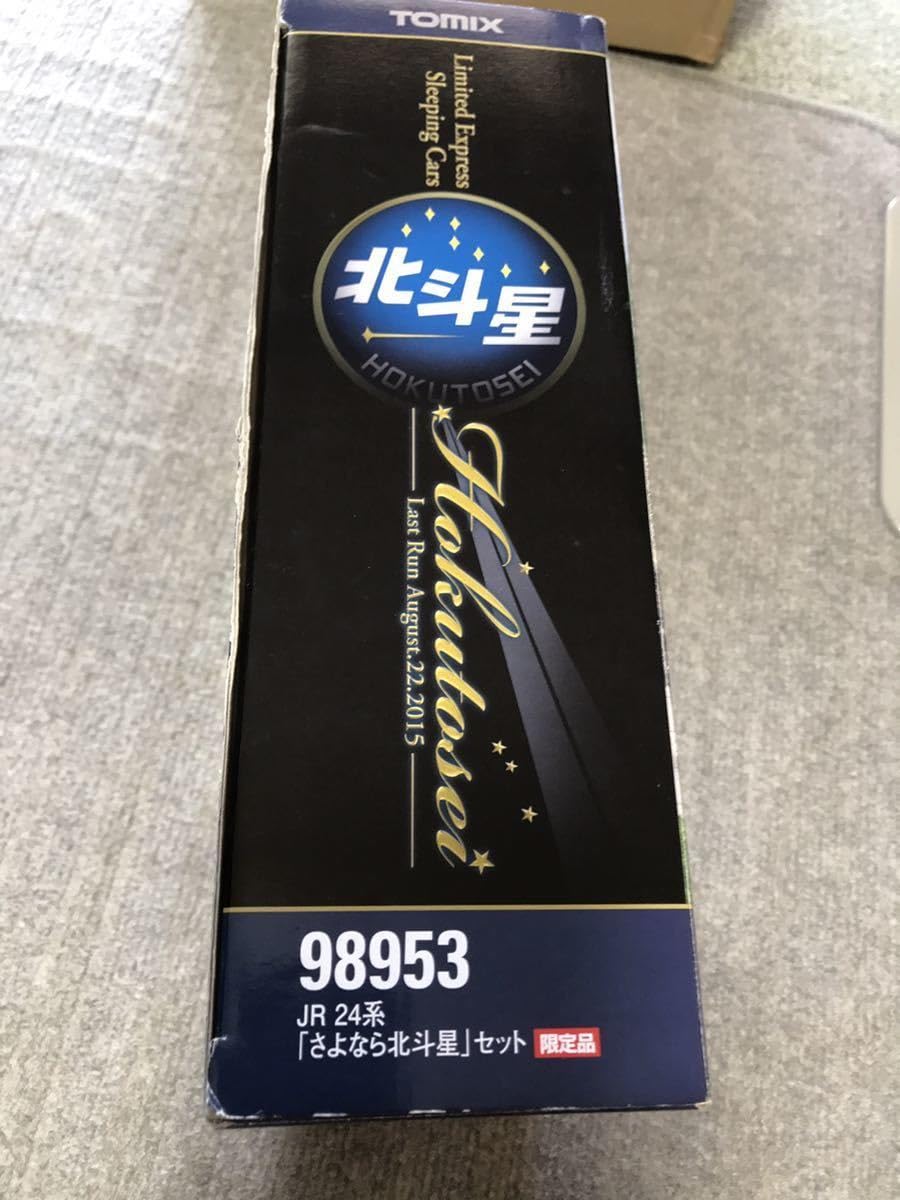 TOMIX
Limited Express
Sleeping Cars
北斗星
HOKUTOSEI
Hokutosei
Last Run August.22.2015
98953
JR 24系
「さよなら北斗星」セット 限定品